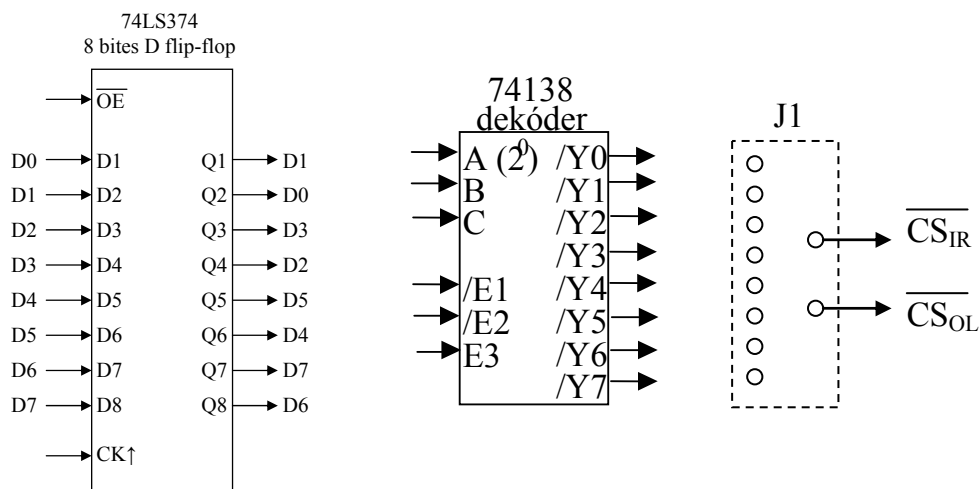 74LS374
8 bites D flip-flop
OE
D0 D1 Q1 D1
D1 D2 Q2 D0
D2 D3 Q3 D3
D3 D4 Q4 D2
D4 D5 Q5 D5
D5 D6 Q6 D4
D6 D7 Q7 D7
D7 D8 Q8 D6
CK↑
74138
dekóder
A (2⁰) /Y0
B /Y1
C /Y2
/Y3
/E1 /Y4
/E2 /Y5
E3 /Y6
/Y7
J1
CS_IR
CS_OL